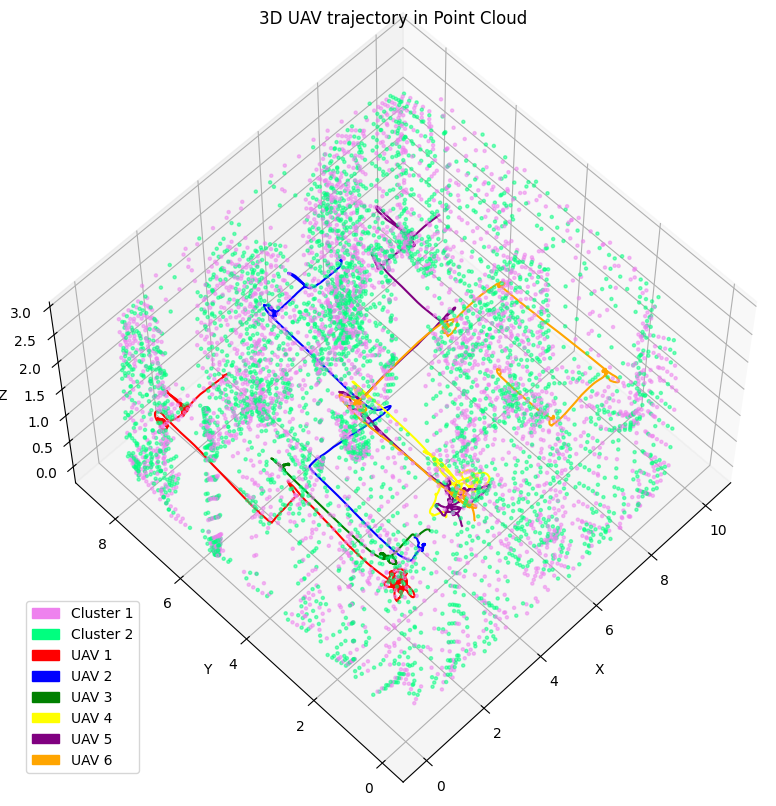 3D UAV trajectory in Point Cloud
3.0
2.5
2.0
1.5
1.0
0.5
0.0
Z
8
6
4
2
0
Y
10
8
6
4
2
0
X
Cluster 1
Cluster 2
UAV 1
UAV 2
UAV 3
UAV 4
UAV 5
UAV 6